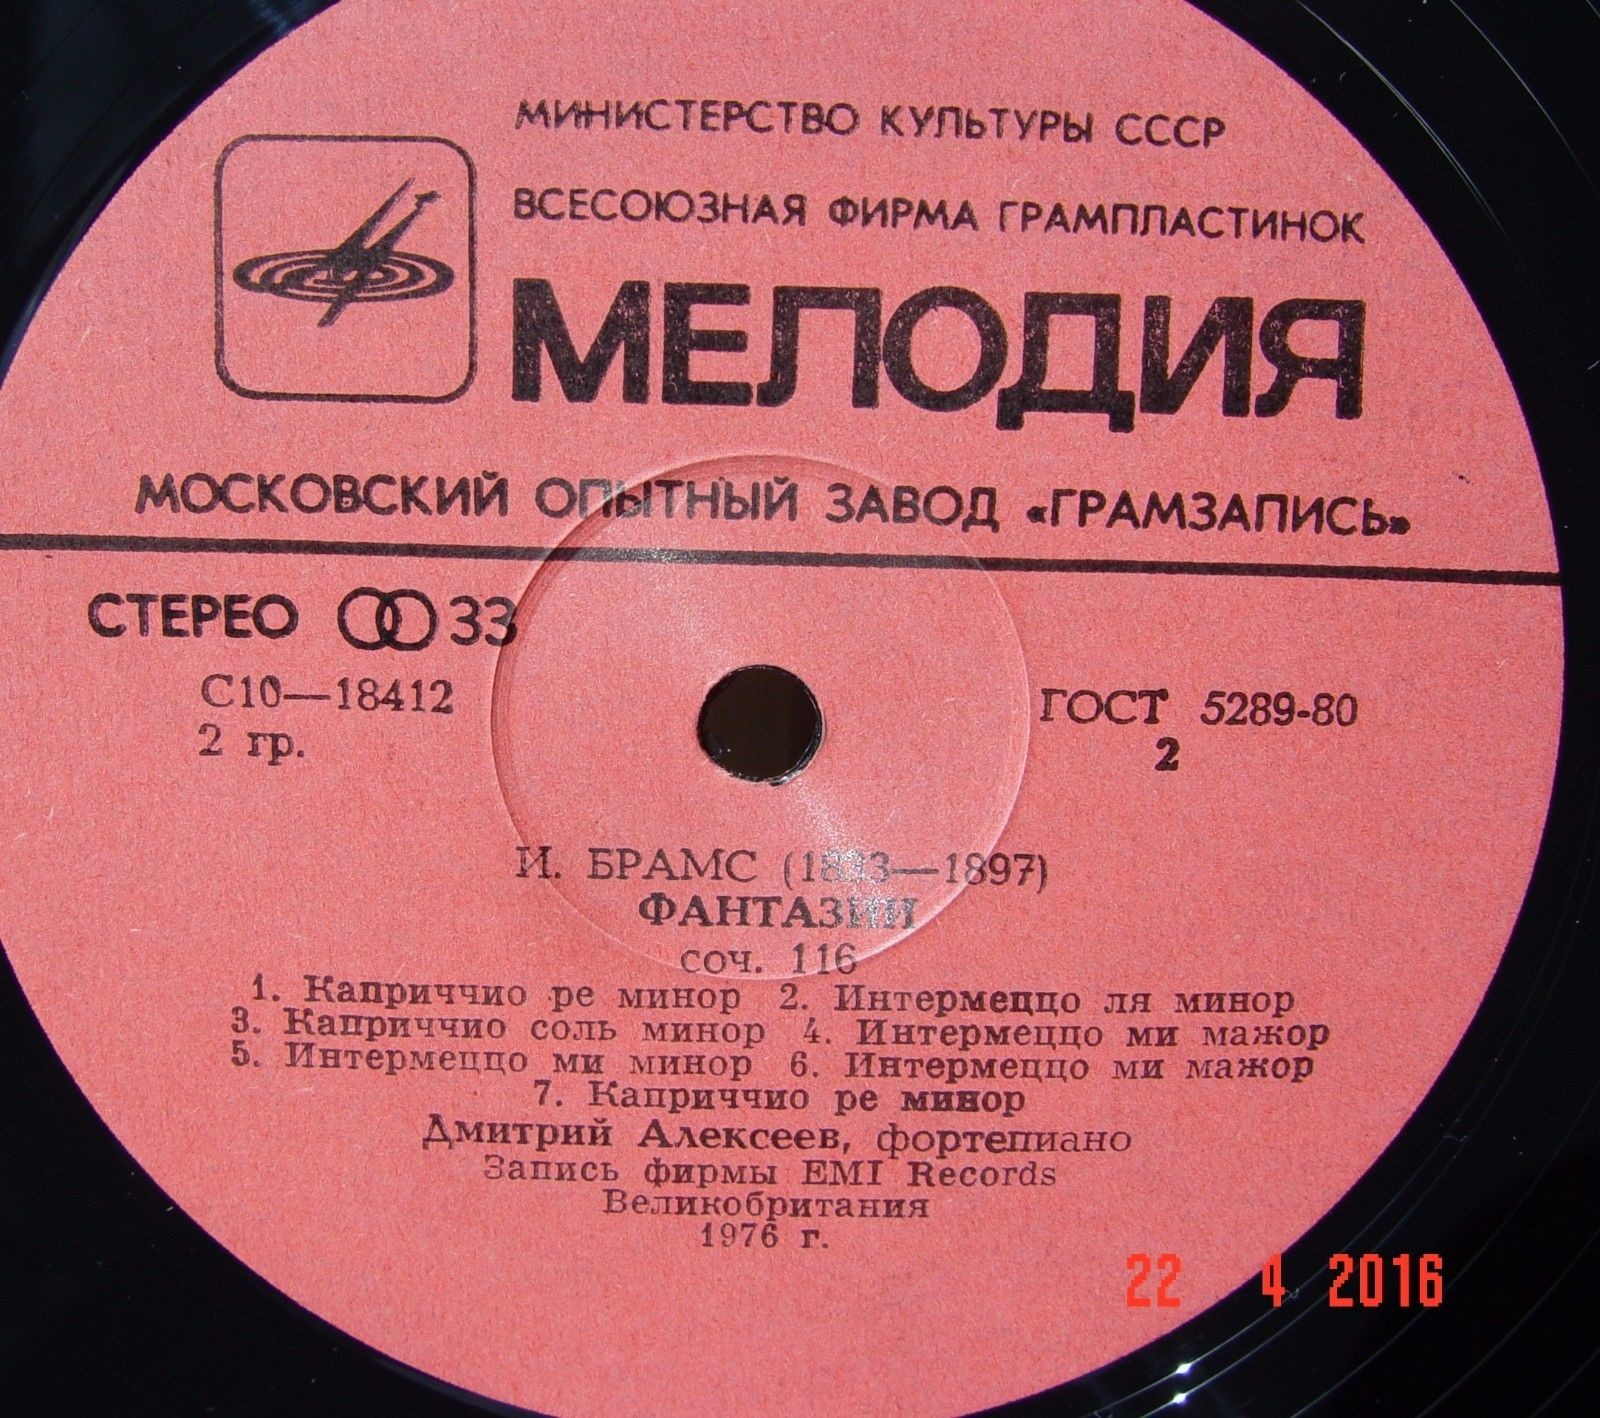 МИНИСТЕРСТВО КУЛЬТУРЫ СССР
ВСЕСОЮЗНАЯ ФИРМА ГРАМПЛАСТИНОК
МЕЛОДИЯ
МОСКОВСКИЙ ОПЫТНЫЙ ЗАВОД «ГРАМЗАПИСЬ»
СТЕРЕО 33
С10—18412
2 гр.
ГОСТ 5289-80
2
И. БРАМС (1833—1897)
ФАНТАЗИИ
соч. 116
1. Каприччио ре минор 2. Интермеццо ля минор
3. Каприччио соль минор 4. Интермеццо ми мажор
5. Интермеццо ми минор 6. Интермеццо ми мажор
7. Каприччио ре минор
Дмитрий Алексеев, фортепиано
Запись фирмы EMI Records
Великобритания
1976 г.
22 4 2016